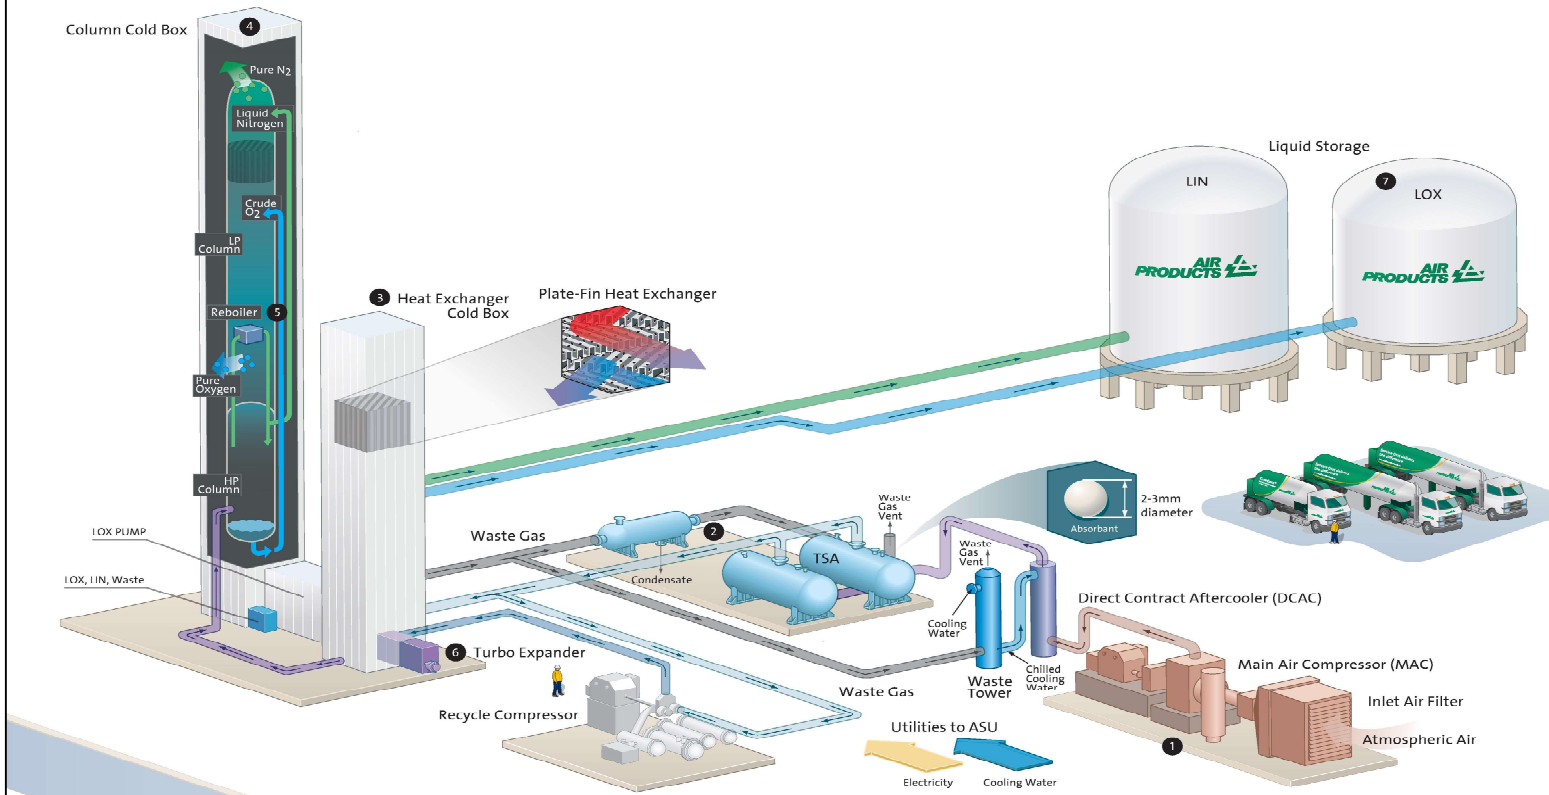 Column Cold Box
4
Pure N2
Liquid
Nitrogen
Crude
O2
LP
Column
Reboiler
5
Pure
Oxygen
HP
Column
LOX PUMP
LOX, LIN, Waste
3
Heat Exchanger
Cold Box
Plate-Fin Heat Exchanger
Liquid Storage
LIN
7
LOX
AIR
PRODUCTS
AIR
PRODUCTS
Waste Gas
2
Condensate
TSA
Waste
Gas
Vent
2-3mm
diameter
Absorbant
Waste
Gas
Vent
Cooling
Water
Direct Contract Aftercooler (DCAC)
Chilled
Cooling
Water
Waste
Tower
Waste Gas
6
Turbo Expander
Recycle Compressor
Main Air Compressor (MAC)
Inlet Air Filter
Atmospheric Air
1
Utilities to ASU
Electricity
Cooling Water